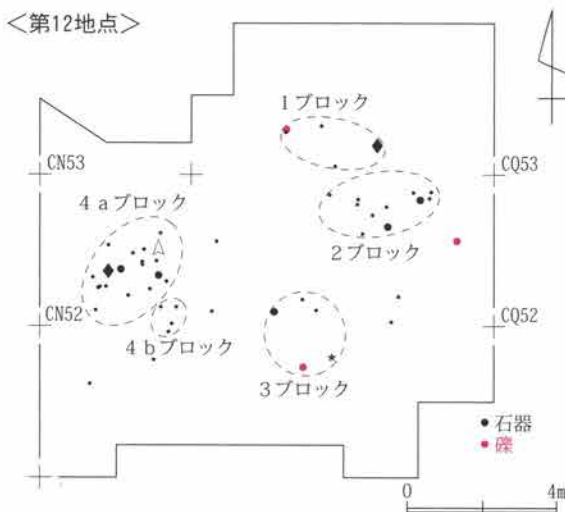 <第12地点>
1ブロック
CN53
CQ53
4aブロック
2ブロック
CN52
CQ52
4bブロック
3ブロック
石器
礫
0 4m